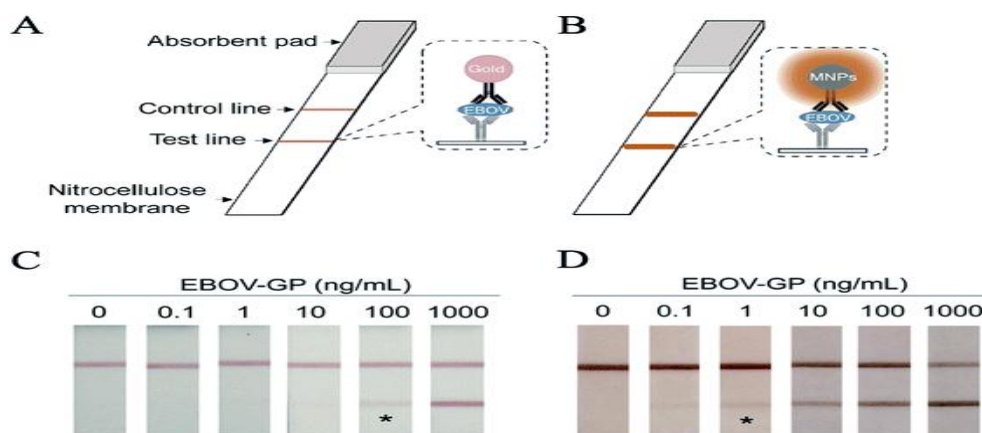 A
Absorbent pad
Control line
Test line
Nitrocellulose
membrane
Gold
EBOV
B
MNPs
EBOV
C
EBOV-GP (ng/mL)
0 0.1 1 10 100 1000
*
D
EBOV-GP (ng/mL)
0 0.1 1 10 100 1000
*